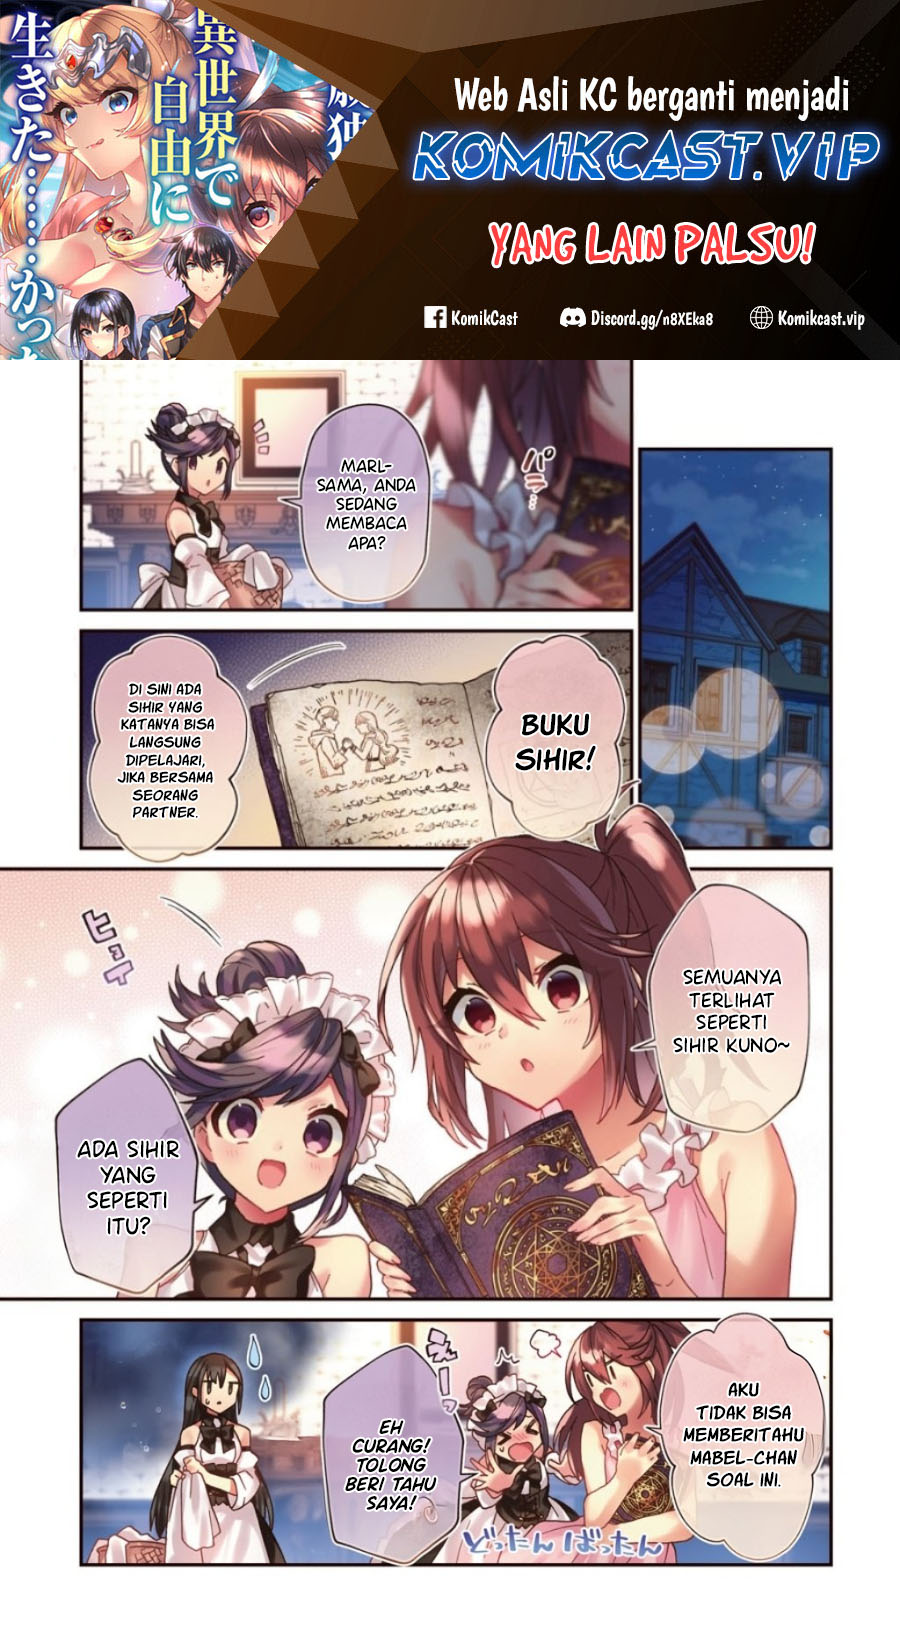 異世界で
自由に
生きた……かった
Web Asli KC berganti menjadi
KOMIKCAST.VIP
YANG LAIN PALSU!
KomikCast
Discord.gg/n8XEka8
Komikcast.vip
パラ…
MARL-
SAMA, ANDA
SEDANG
MEMBACA
APA?
BUKU
SIHIR!
DI SINI ADA
SIHIR YANG
KATANYA BISA
LANGSUNG
DIPELAJARI,
JIKA BERSAMA
SEORANG
PARTNER.
SEMUANYA
TERLIHAT
SEPERTI
SIHIR KUNO~
ヒョイ
ADA SIHIR
YANG
SEPERTI
ITU?
AKU
TIDAK BISA
MEMBERITAHU
MABEL-CHAN
SOAL INI.
えーっ
EH
CURANG!
TOLONG
BERI TAHU
SAYA!
どったんばったん